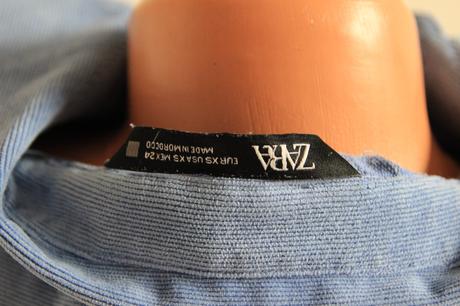 ZARA
EUR XS USA XS MEX 24
MADE IN MOROCCO